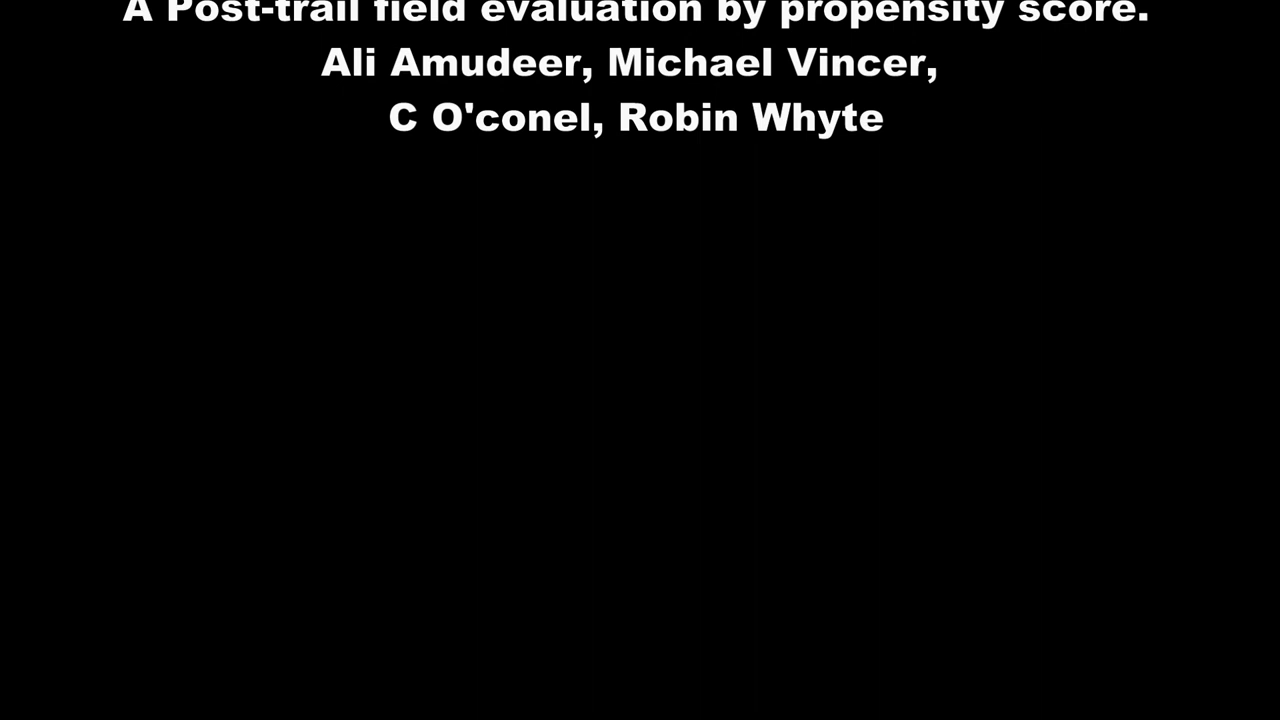 A Post-trail field evaluation by propensity score.
Ali Amudeer, Michael Vincer,
C O'conel, Robin Whyte